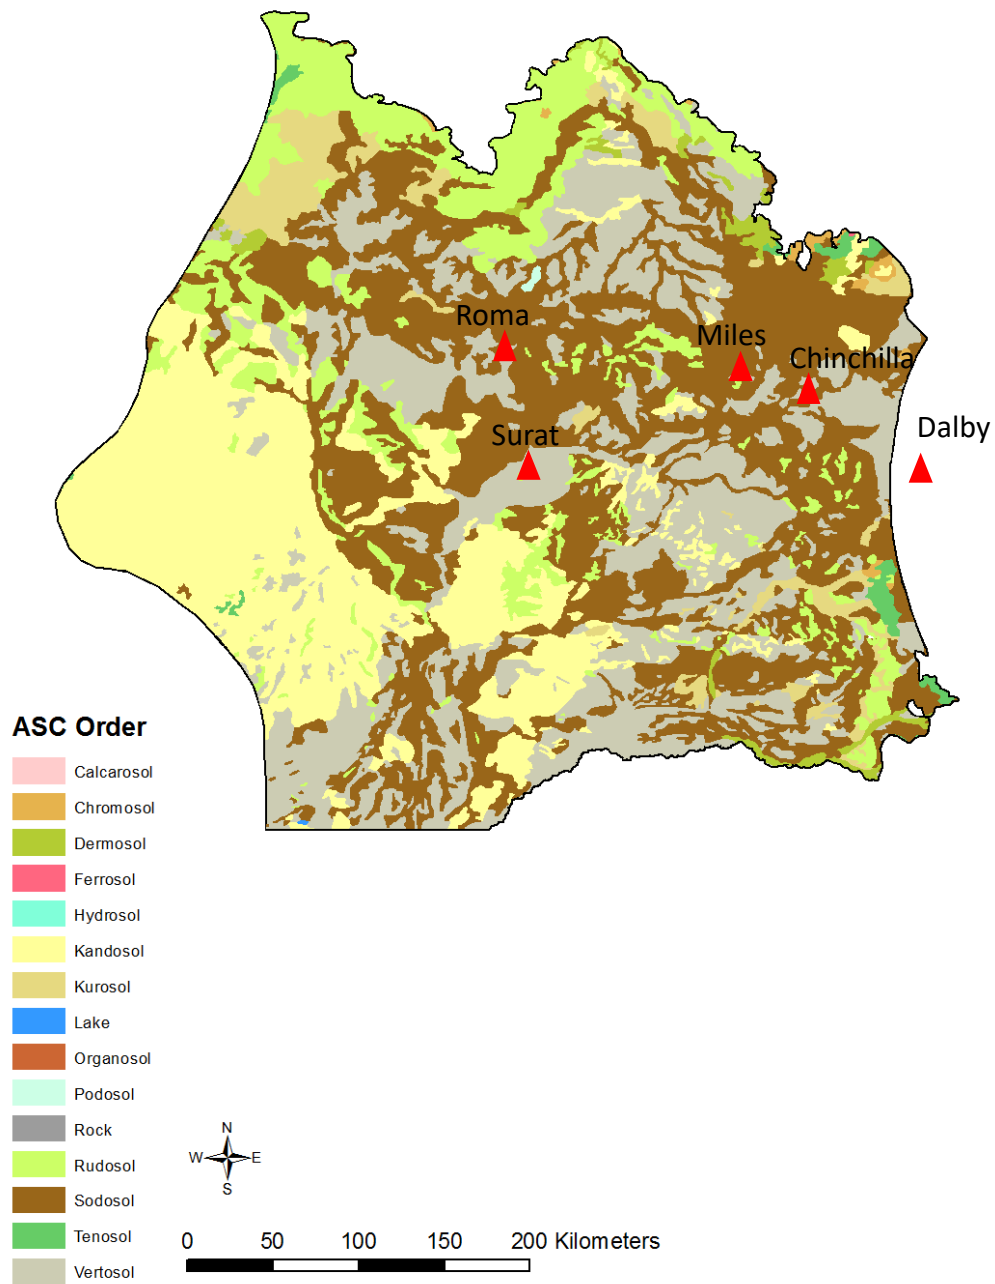 Roma
Miles
Chinchilla
Dalby
Surat
ASC Order
Calcarosol
Chromosol
Dermosol
Ferrosol
Hydrosol
Kandosol
Kurosol
Lake
Organosol
Podosol
Rock
Rudosol
Sodosol
Tenosol
Vertosol
N
W E
S
0 50 100 150 200 Kilometers